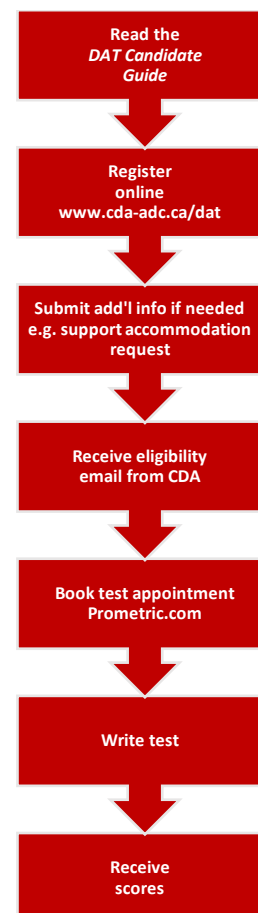 Read the
DAT Candidate
Guide
Register
online
www.cda-adc.ca/dat
Submit add'l info if needed
e.g. support accommodation
request
Receive eligibility
email from CDA
Book test appointment
Prometric.com
Write test
Receive
scores